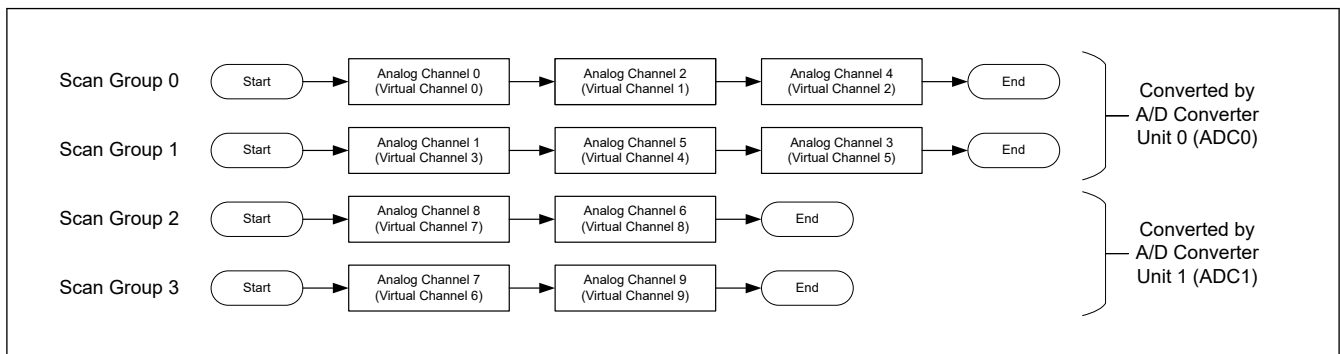 Scan Group 0
Start
Analog Channel 0
(Virtual Channel 0)
Analog Channel 2
(Virtual Channel 1)
Analog Channel 4
(Virtual Channel 2)
End
Scan Group 1
Start
Analog Channel 1
(Virtual Channel 3)
Analog Channel 5
(Virtual Channel 4)
Analog Channel 3
(Virtual Channel 5)
End
Converted by
A/D Converter
Unit 0 (ADC0)
Scan Group 2
Start
Analog Channel 8
(Virtual Channel 7)
Analog Channel 6
(Virtual Channel 8)
End
Scan Group 3
Start
Analog Channel 7
(Virtual Channel 6)
Analog Channel 9
(Virtual Channel 9)
End
Converted by
A/D Converter
Unit 1 (ADC1)